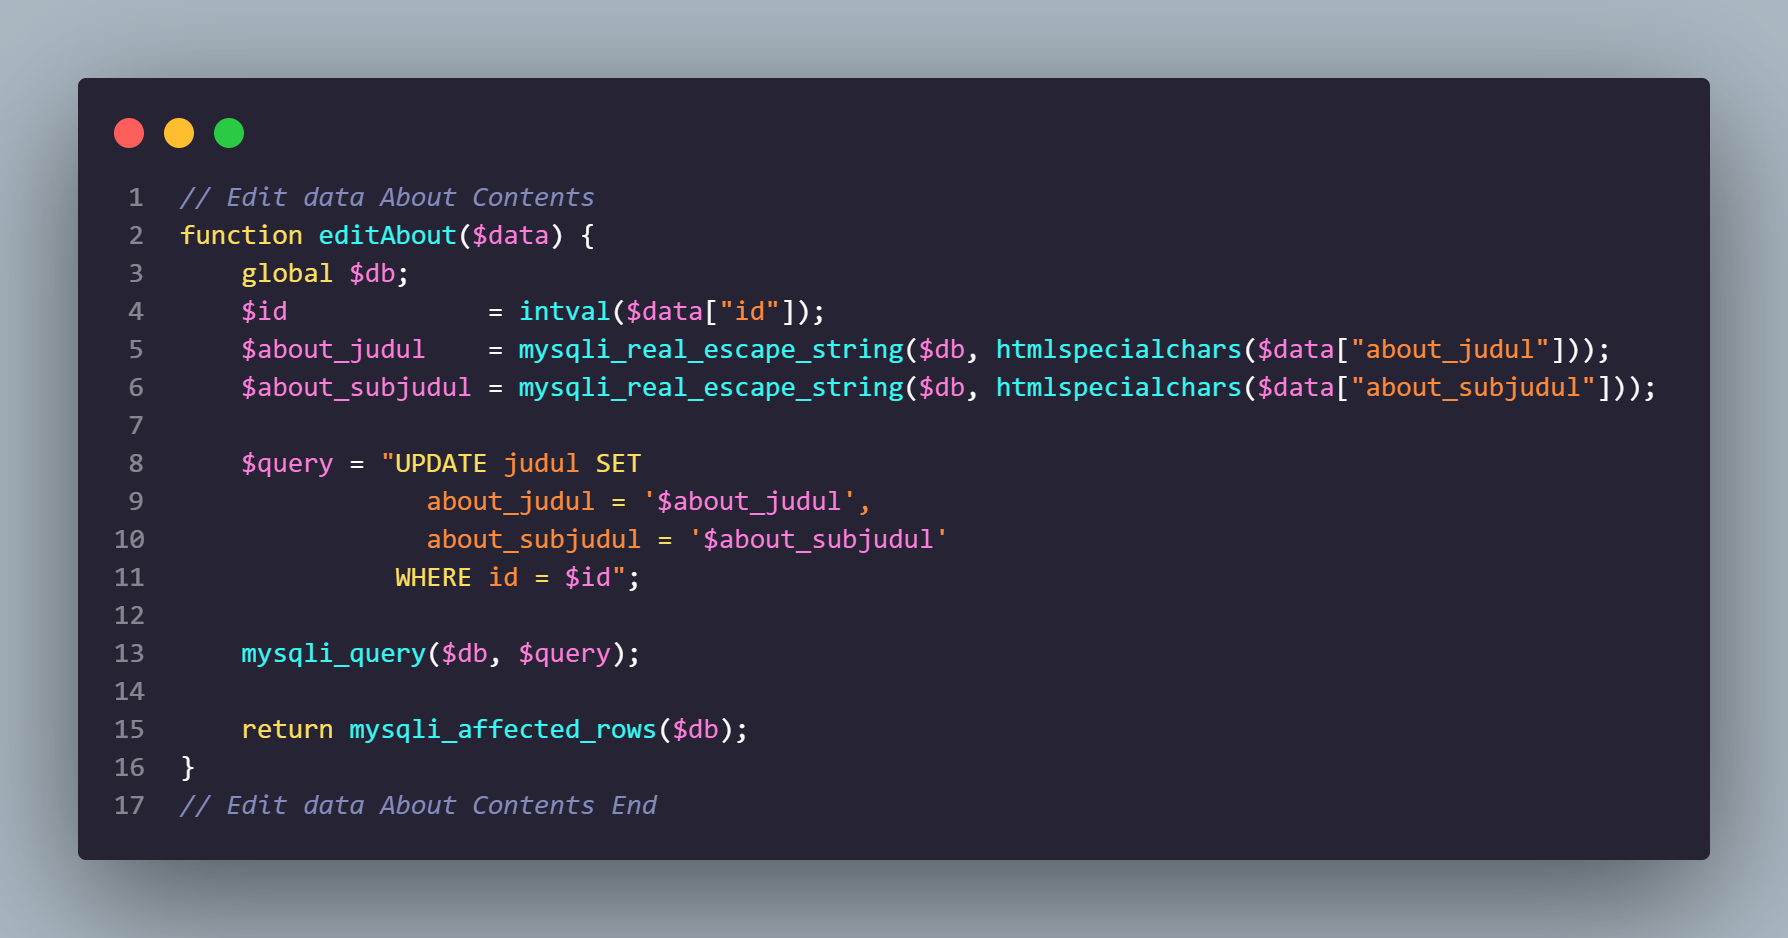 1 // Edit data About Contents
2 function editAbout($data) {
3     global $db;
4     $id             = intval($data["id"]);
5     $about_judul    = mysqli_real_escape_string($db, htmlspecialchars($data["about_judul"]));
6     $about_subjudul = mysqli_real_escape_string($db, htmlspecialchars($data["about_subjudul"]));
7
8     $query = "UPDATE judul SET
9                 about_judul = '$about_judul',
10                about_subjudul = '$about_subjudul'
11              WHERE id = $id";
12
13    mysqli_query($db, $query);
14
15    return mysqli_affected_rows($db);
16 }
17 // Edit data About Contents End